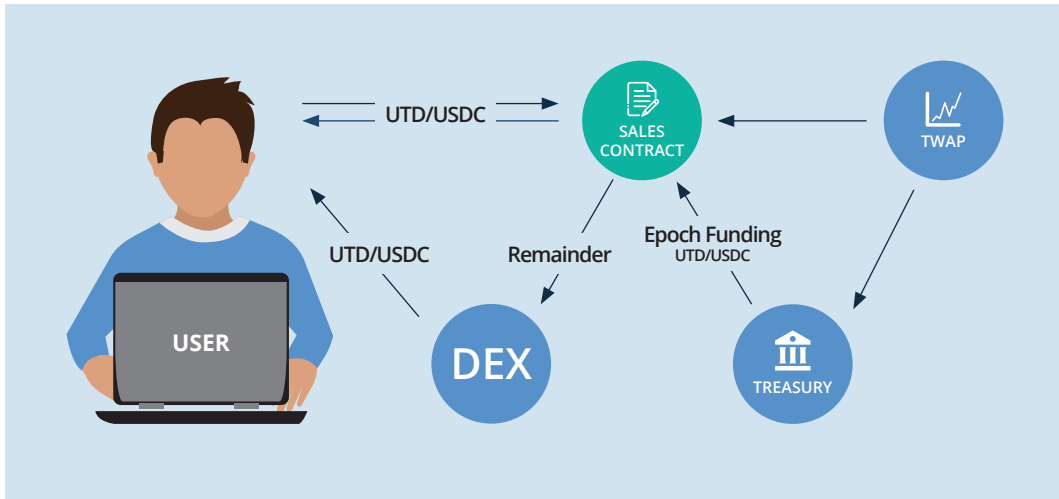 UTD/USDC
SALES
CONTRACT
TWAP
UTD/USDC
Remainder
Epoch Funding
UTD/USDC
USER
DEX
TREASURY